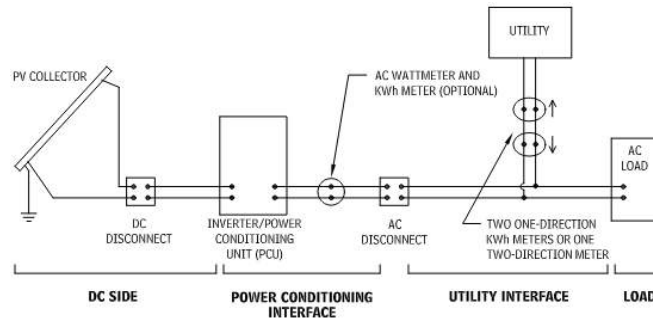 UTILITY
PV COLLECTOR
AC WATTMETER AND
KWh METER (OPTIONAL)
AC
LOAD
DC
DISCONNECT
INVERTER/POWER
CONDITIONING
UNIT (PCU)
AC
DISCONNECT
TWO ONE-DIRECTION
KWh METERS OR ONE
TWO-DIRECTION METER
DC SIDE
POWER CONDITIONING
INTERFACE
UTILITY INTERFACE
LOAD